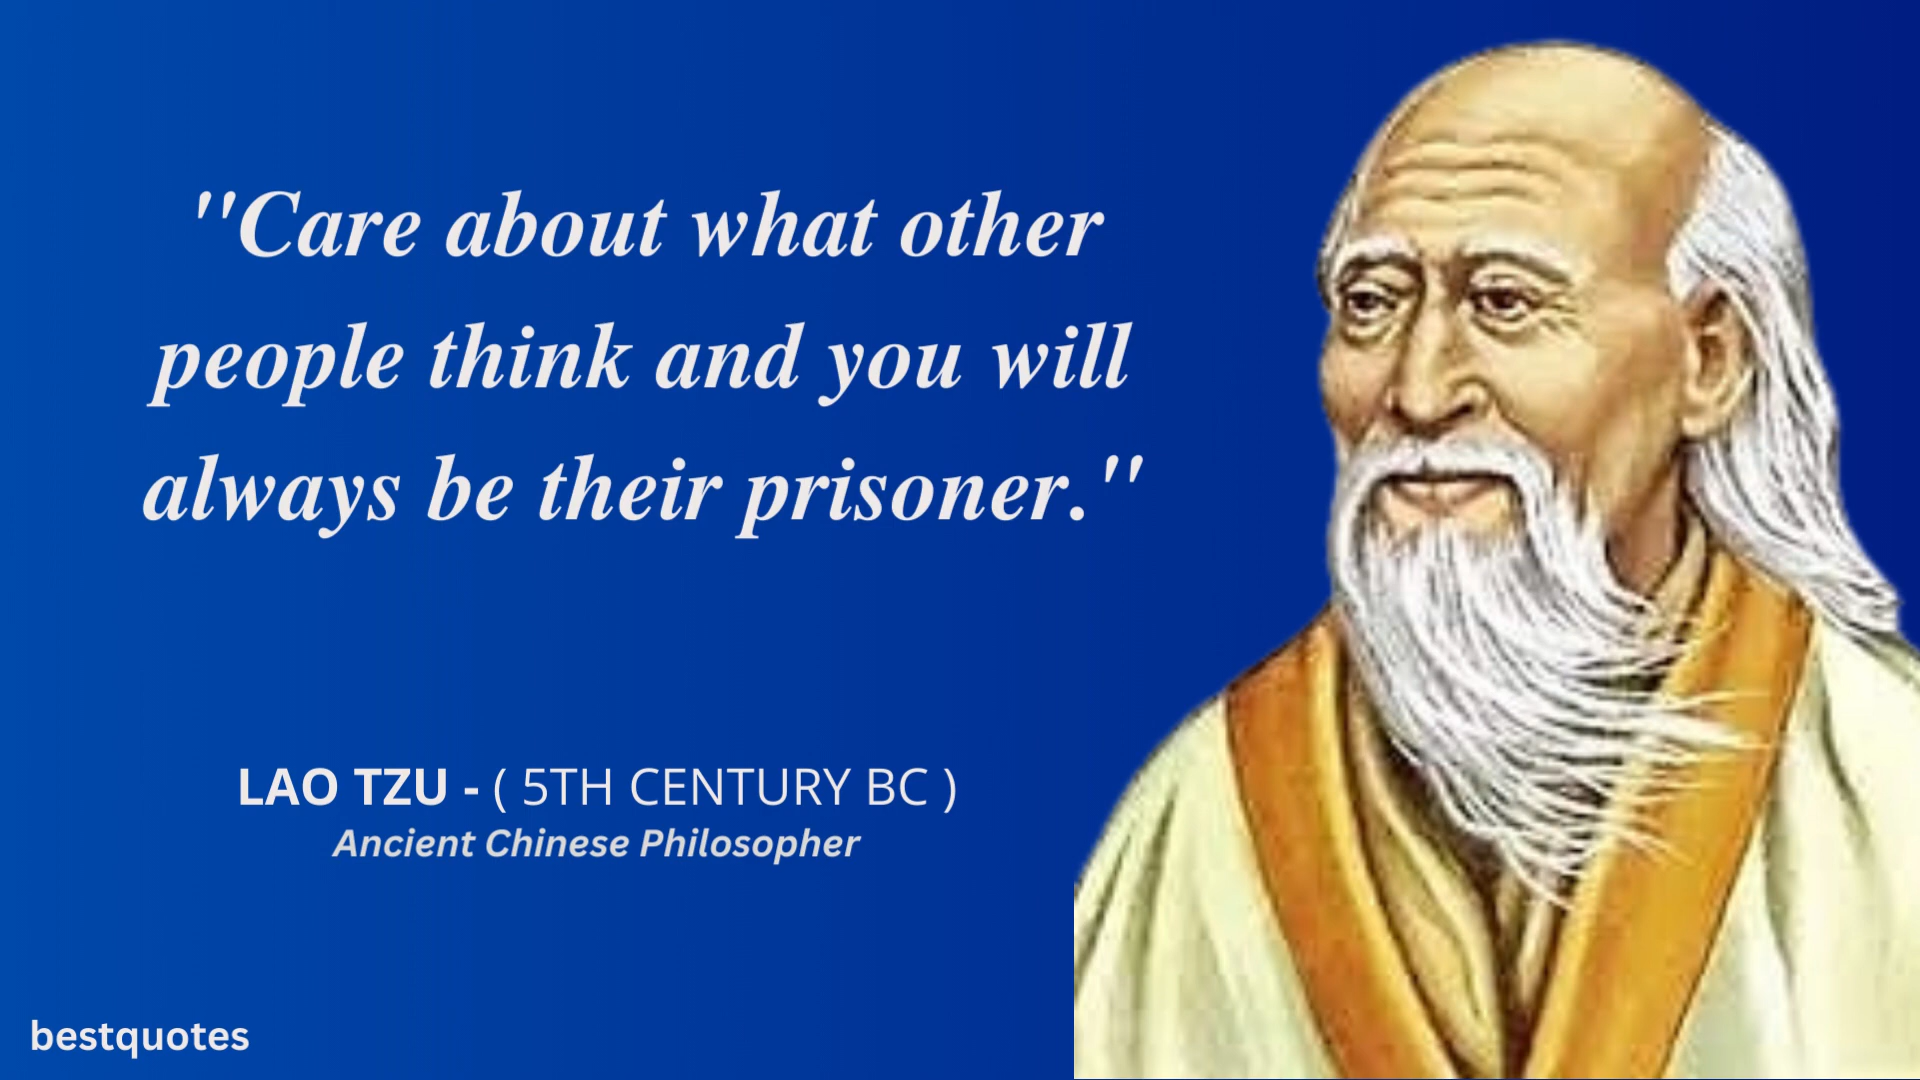 "Care about what other
people think and you will
always be their prisoner."
LAO TZU - ( 5TH CENTURY BC )
Ancient Chinese Philosopher
bestquotes